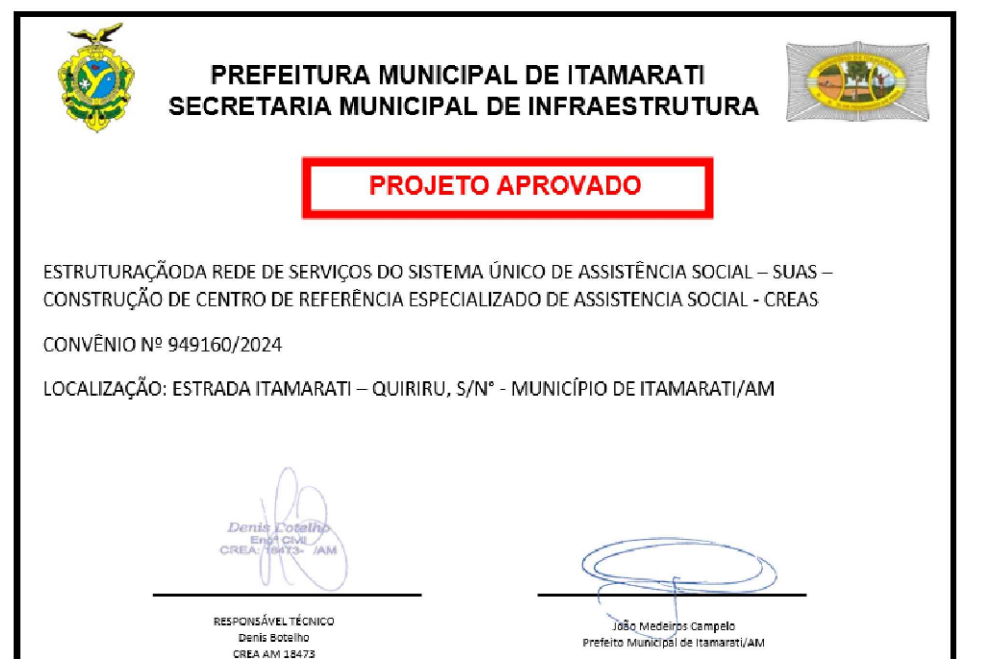 PREFEITURA MUNICIPAL DE ITAMARATI
SECRETARIA MUNICIPAL DE INFRAESTRUTURA
PROJETO APROVADO
ESTRUTURAÇÃODA REDE DE SERVIÇOS DO SISTEMA ÚNICO DE ASSISTÊNCIA SOCIAL – SUAS –
CONSTRUÇÃO DE CENTRO DE REFERÊNCIA ESPECIALIZADO DE ASSISTENCIA SOCIAL - CREAS
CONVÊNIO Nº 949160/2024
LOCALIZAÇÃO: ESTRADA ITAMARATI – QUIRIRU, S/N° - MUNICÍPIO DE ITAMARATI/AM
Denis Botelho
Engº Civil
CREA: 18473- /AM
RESPONSÁVEL TÉCNICO
Denis Botelho
CREA AM 18473
João Medeiros Campelo
Prefeito Municipal de Itamarati/AM